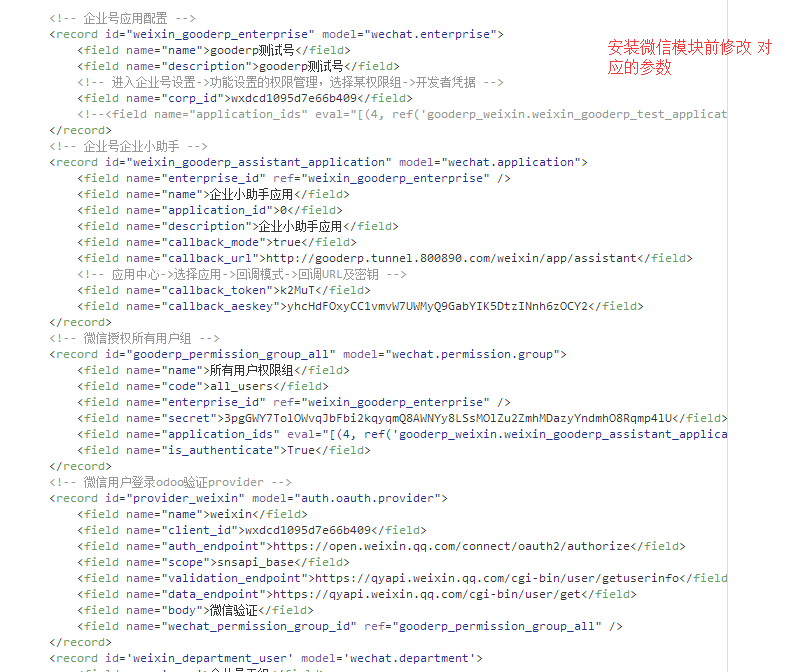 <!-- 企业号应用配置 -->
<record id="weixin_gooderp_enterprise" model="wechat.enterprise">
<field name="name">gooderp测试号</field>
安装微信模块前修改 对
<field name="description">gooderp测试号</field>
应的参数
<!-- 进入企业号设置->功能设置的权限管理，选择某权限组->开发者凭据 -->
<field name="corp_id">wxdcd1095d7e66b409</field>
<!--<field name="application_ids" eval="[(4, ref('gooderp_weixin.weixin_gooderp_test_applicat
</record>
<!-- 企业号企业小助手 -->
<record id="weixin_gooderp_assistant_application" model="wechat.application">
<field name="enterprise_id" ref="weixin_gooderp_enterprise" />
<field name="name">企业小助手应用</field>
<field name="application_id">0</field>
<field name="description">企业小助手应用</field>
<field name="callback_mode">true</field>
<field name="callback_url">http://gooderp.tunnel.800890.com/weixin/app/assistant</field>
<!-- 应用中心->选择应用->回调模式->回调URL及密钥 -->
<field name="callback_token">k2MuT</field>
<field name="callback_aeskey">yhcHdFOxyCC1vmvW7UWMyQ9GabYIK5DtzINnh6zOCY2</field>
</record>
<!-- 微信授权所有用户组 -->
<record id="gooderp_permission_group_all" model="wechat.permission.group">
<field name="name">所有用户权限组</field>
<field name="code">all_users</field>
<field name="enterprise_id" ref="weixin_gooderp_enterprise" />
<field name="secret">3pgGWY7TolOWvqJbFbi2kqyqmQ8AWNYy8LSsMOlZu2ZmhMDazyYndmhO8Rqmp4lU</field>
<field name="application_ids" eval="[(4, ref('gooderp_weixin.weixin_gooderp_assistant_applica
<field name="is_authenticate">True</field>
</record>
<!-- 微信用户登录odoo验证provider -->
<record id="provider_weixin" model="auth.oauth.provider">
<field name="name">weixin</field>
<field name="client_id">wxdcd1095d7e66b409</field>
<field name="auth_endpoint">https://open.weixin.qq.com/connect/oauth2/authorize</field>
<field name="scope">snsapi_base</field>
<field name="validation_endpoint">https://qyapi.weixin.qq.com/cgi-bin/user/getuserinfo</field
<field name="data_endpoint">https://qyapi.weixin.qq.com/cgi-bin/user/get</field>
<field name="body">微信验证</field>
<field name="wechat_permission_group_id" ref="gooderp_permission_group_all" />
</record>
<record id='weixin_department_user' model='wechat.department'>